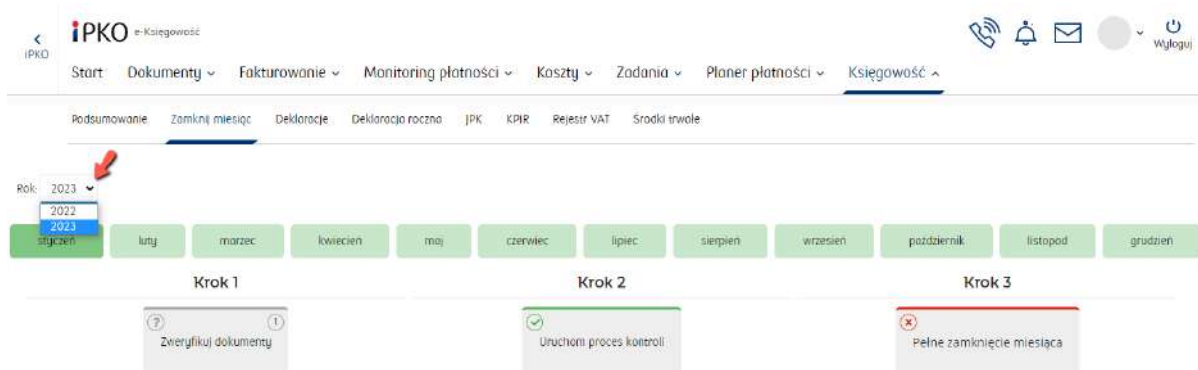 iPKO e-Księgowość
iPKO
Wyloguj
Start Dokumenty Fakturowanie Monitoring płatności Koszty Zadania Planer płatności Księgowość
Podsumowanie Zamknij miesiąc Deklaracje Deklaracja roczna JPK KPIR Rejestr VAT Środki trwałe
Rok: 2023
2022
2023
styczeń luty marzec kwiecień maj czerwiec lipiec sierpień wrzesień październik listopad grudzień
Krok 1 Krok 2 Krok 3
Zweryfikuj dokumenty Uruchom proces kontroli Pełne zamknięcie miesiąca